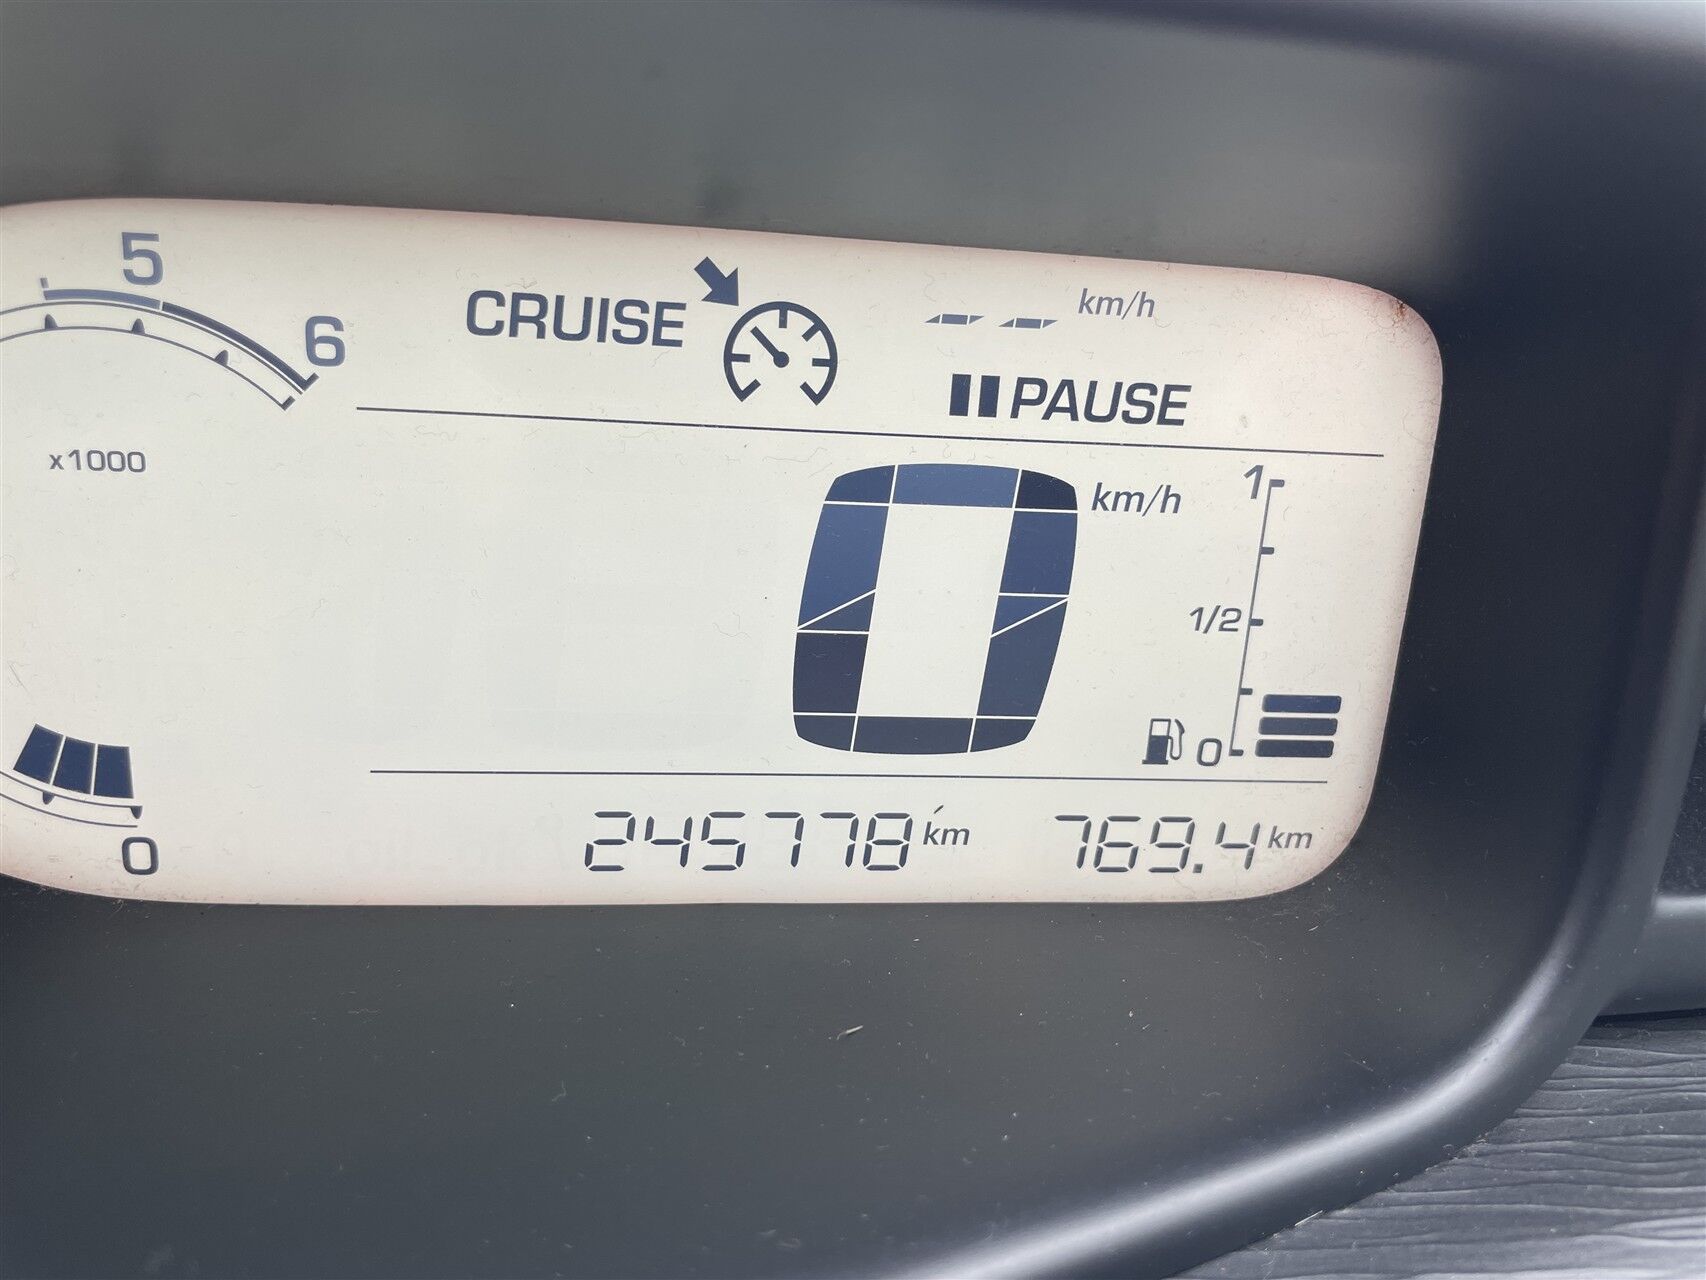 5
6
x1000
0
CRUISE -- km/h
PAUSE
0 km/h
1
1/2
0
245778 km 769.4 km